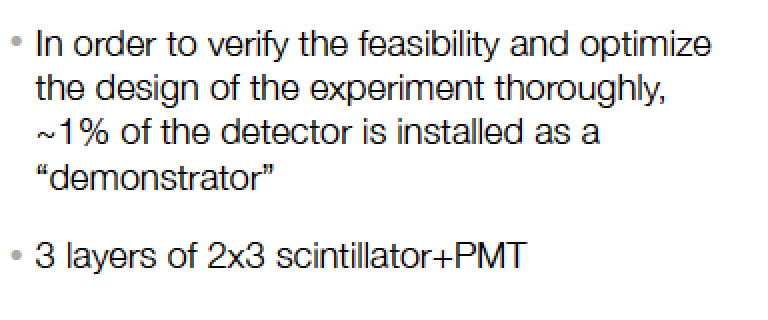 • In order to verify the feasibility and optimize
the design of the experiment thoroughly,
~1% of the detector is installed as a
“demonstrator”
• 3 layers of 2x3 scintillator+PMT